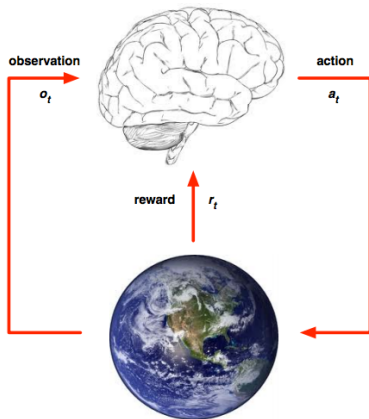 observation
action
o_t
a_t
reward
r_t